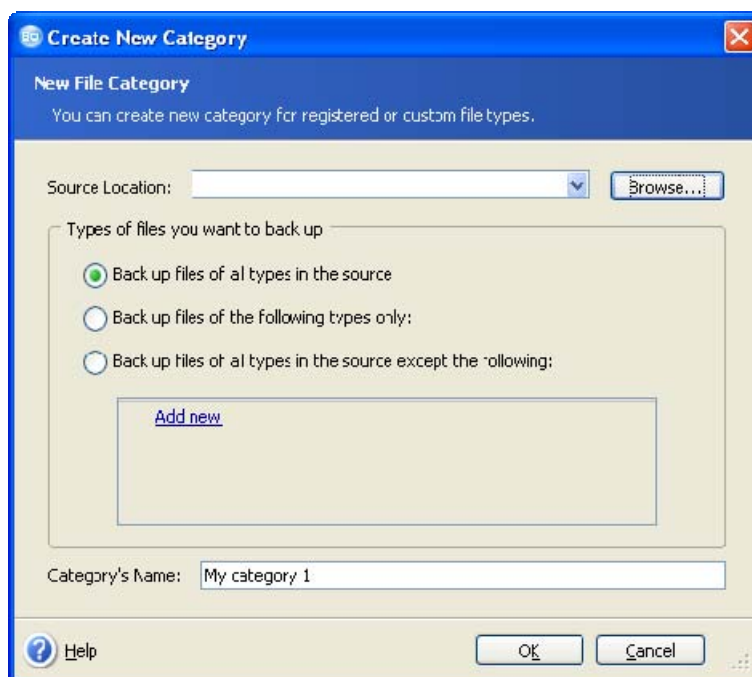 Create New Category
New File Category
You can create new category for registered or custom file types.
Source Location:
Browse...
Types of files you want to back up
Back up files of all types in the source
Back up files of the following types only:
Back up files of all types in the source except the following:
Add new
Category's Name: My category 1
Help
OK
Cancel